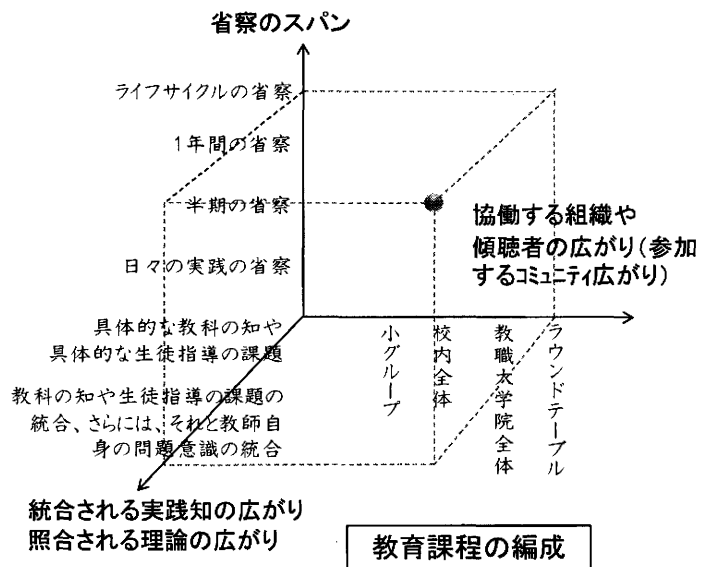 省察のスパン
ライフサイクルの省察
1年間の省察
半期の省察
日々の実践の省察
協働する組織や
傾聴者の広がり(参加
するコミュニティ広がり)
具体的な教科の知や
具体的な生徒指導の課題
教科の知や生徒指導の課題の
統合、さらには、それと教師自
身の問題意識の統合
小グループ
校内全体
教職大学院全体
ラウンドテーブル
統合される実践知の広がり
照合される理論の広がり
教育課程の編成